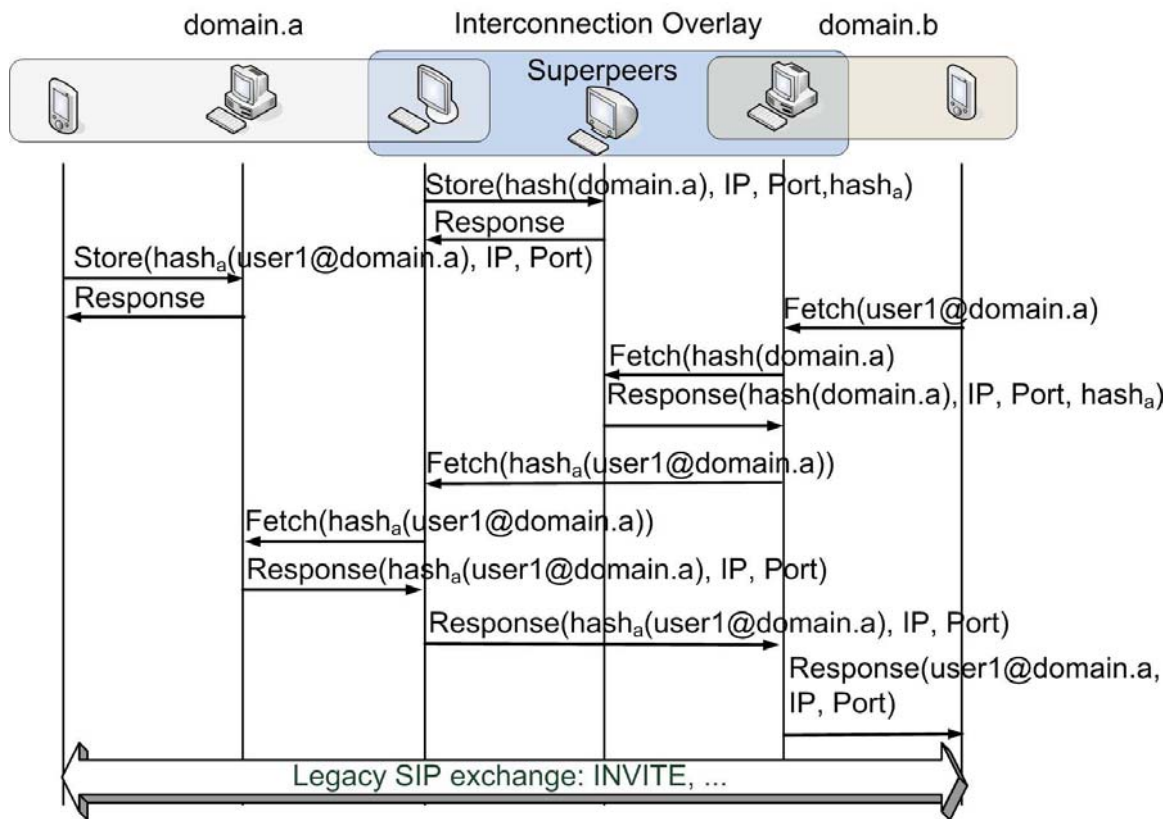 domain.a
Interconnection Overlay
domain.b
Superpeers
Store(hash(domain.a), IP, Port,hashₐ)
Response
Store(hashₐ(user1@domain.a), IP, Port)
Response
Fetch(user1@domain.a)
Fetch(hash(domain.a)
Response(hash(domain.a), IP, Port, hashₐ)
Fetch(hashₐ(user1@domain.a))
Fetch(hashₐ(user1@domain.a))
Response(hashₐ(user1@domain.a), IP, Port)
Response(hashₐ(user1@domain.a), IP, Port)
Response(user1@domain.a,
IP, Port)
Legacy SIP exchange: INVITE, ...